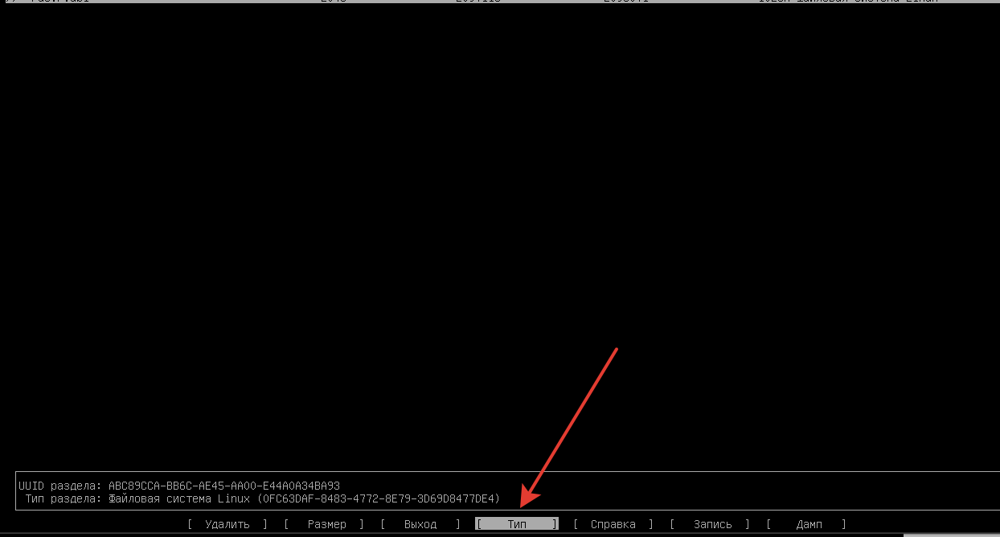 UUID раздела: ABC89CCA-BB6C-AE45-AA00-E44A0A34BA93
Тип раздела: Файловая система Linux (0FC63DAF-8483-4772-8E79-3D69D8477DE4)
[ Удалить ] [ Размер ] [ Выход ] [ Тип ] [ Справка ] [ Запись ] [ Дамп ]